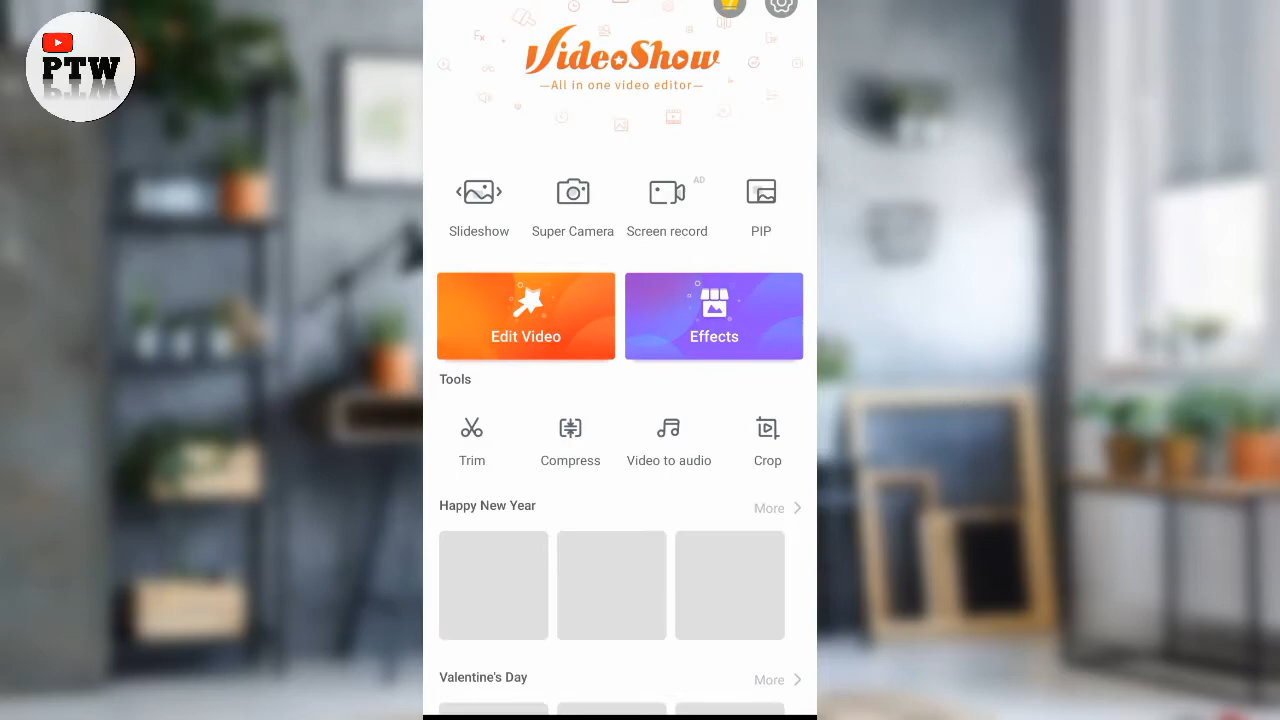 PTW
VideoShow
—All in one video editor—
AD
Slideshow Super Camera Screen record PIP
Edit Video Effects
Tools
Trim Compress Video to audio Crop
Happy New Year More
Valentine's Day More